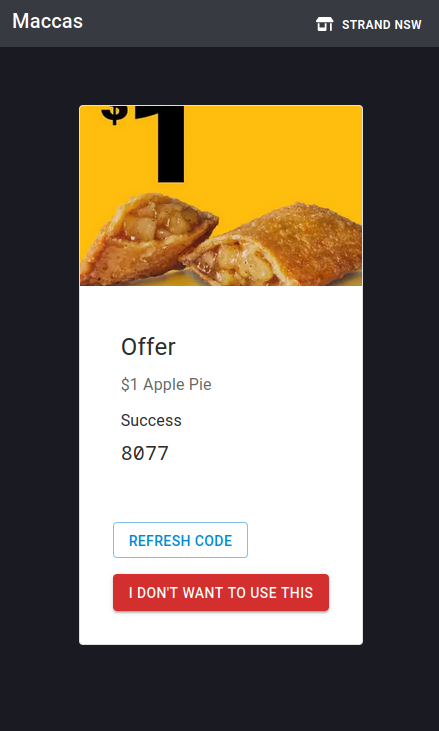 Maccas
STRAND NSW
$1
Offer
$1 Apple Pie
Success
8077
REFRESH CODE
I DON'T WANT TO USE THIS